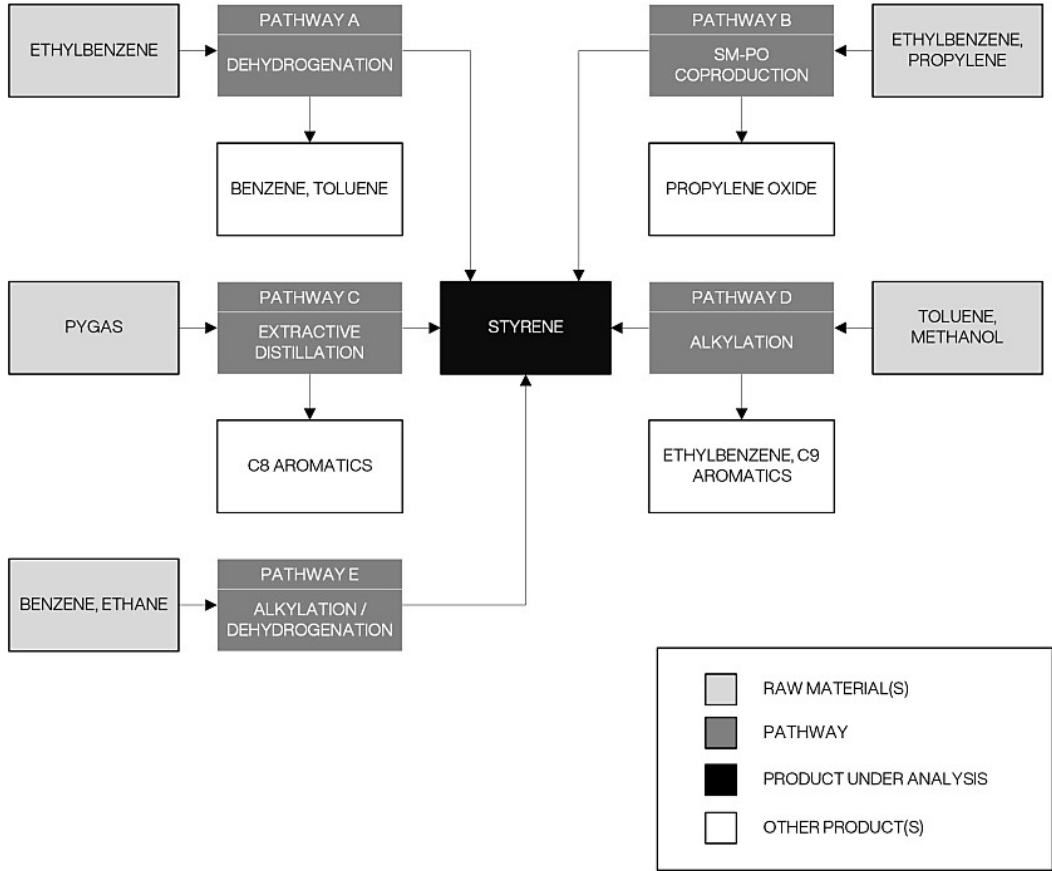 ETHYLBENZENE
PATHWAY A
DEHYDROGENATION
BENZENE, TOLUENE
PATHWAY B
SM-PO
COPRODUCTION
ETHYLBENZENE,
PROPYLENE
PROPYLENE OXIDE
PYGAS
PATHWAY C
EXTRACTIVE
DISTILLATION
C8 AROMATICS
STYRENE
PATHWAY D
ALKYLATION
TOLUENE,
METHANOL
ETHYLBENZENE, C9
AROMATICS
BENZENE, ETHANE
PATHWAY E
ALKYLATION /
DEHYDROGENATION
RAW MATERIAL(S)
PATHWAY
PRODUCT UNDER ANALYSIS
OTHER PRODUCT(S)